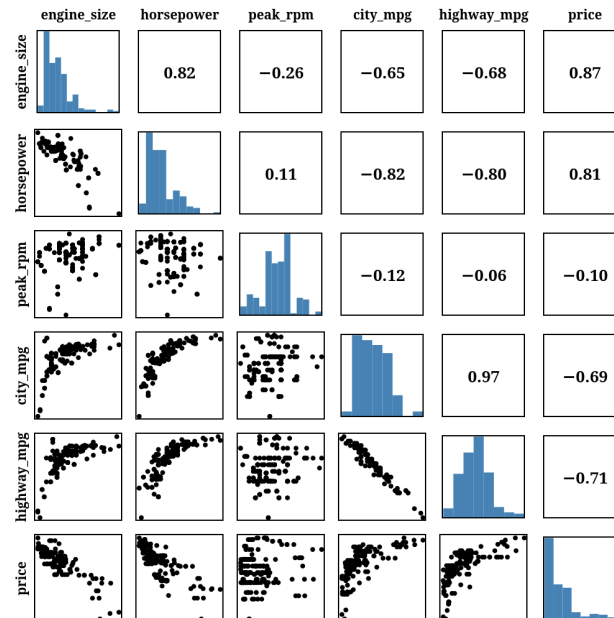 engine_size horsepower peak_rpm city_mpg highway_mpg price
engine_size 0.82 −0.26 −0.65 −0.68 0.87
horsepower 0.11 −0.82 −0.80 0.81
peak_rpm −0.12 −0.06 −0.10
city_mpg 0.97 −0.69
highway_mpg −0.71
price